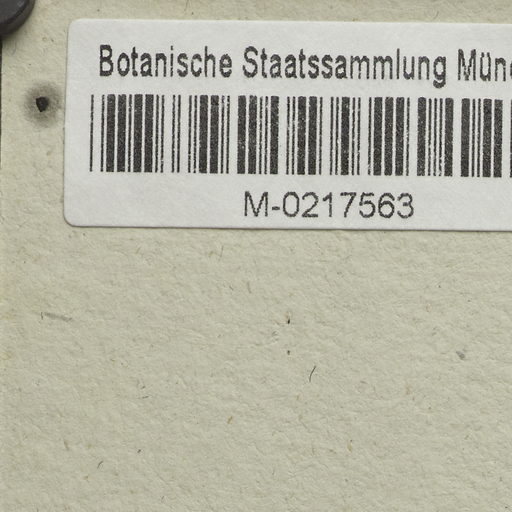 Botanische Staatssammlung Mün
M-0217563